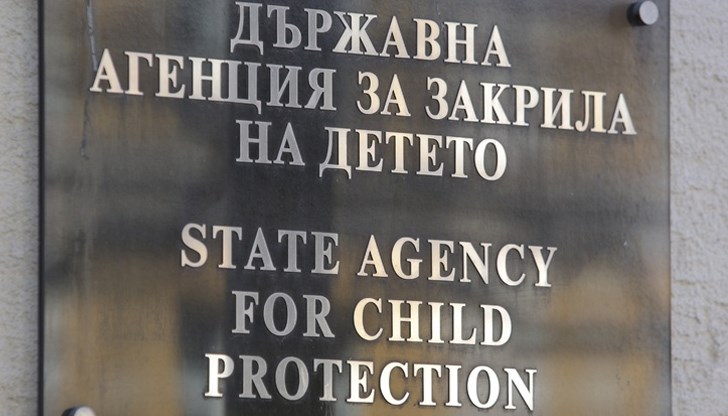 ДЪРЖАВНА
АГЕНЦИЯ ЗА ЗАКРИЛА
НА ДЕТЕТО
STATE AGENCY
FOR CHILD
PROTECTION